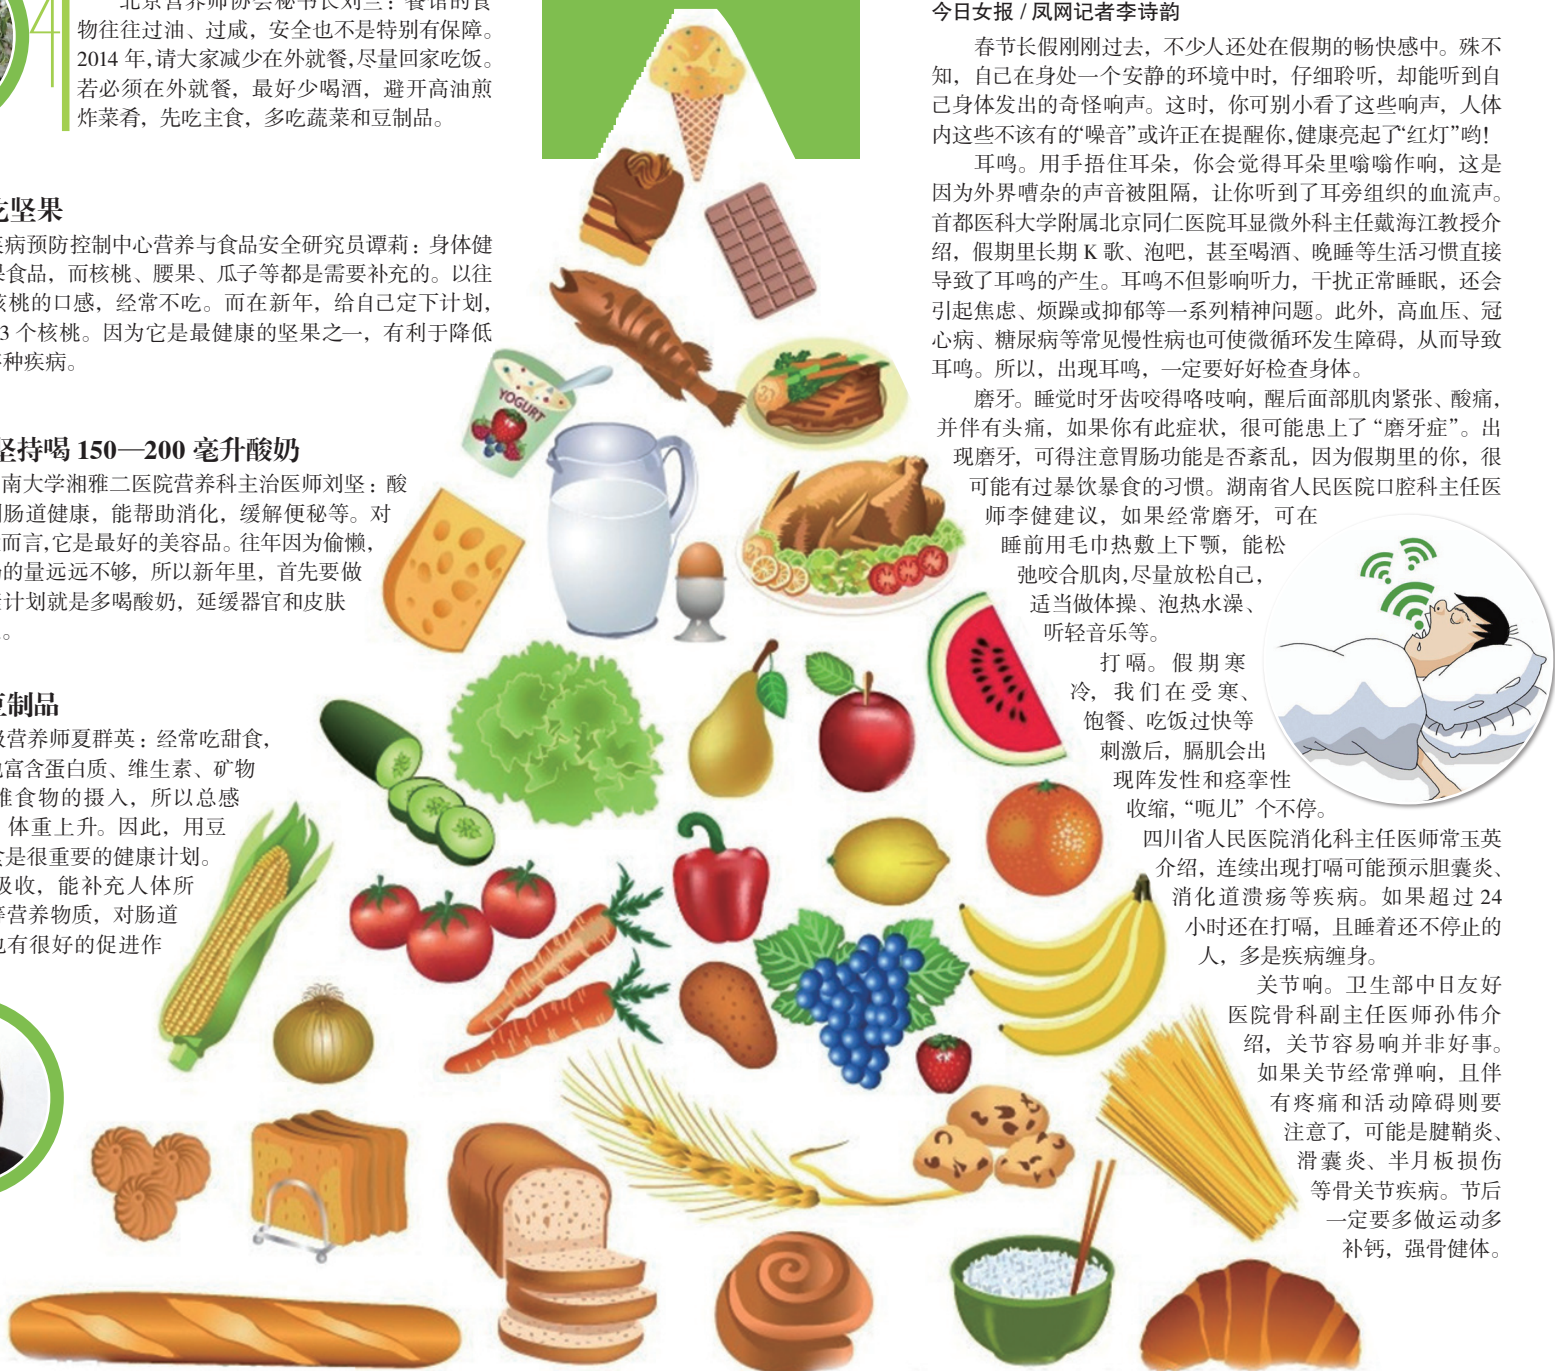 北京营养师协会秘书长刘兰：餐馆的食
物往往过油、过咸，安全也不是特别有保障。
2014 年，请大家减少在外就餐，尽量回家吃饭。
若必须在外就餐，最好少喝酒，避开高油煎
炸菜肴，先吃主食，多吃蔬菜和豆制品。
吃坚果
疾病预防控制中心营养与食品安全研究员谭莉：身体健
果食品，而核桃、腰果、瓜子等都是需要补充的。以往
核桃的口感，经常不吃。而在新年，给自己定下计划，
3 个核桃。因为它是最健康的坚果之一，有利于降低
种疾病。
坚持喝 150—200 毫升酸奶
南大学湘雅二医院营养科主治医师刘坚：酸
肠道健康，能帮助消化，缓解便秘等。对
而言，它是最好的美容品。往年因为偷懒，
的量远远不够，所以新年里，首先要做
计划就是多喝酸奶，延缓器官和皮肤
。
豆制品
级营养师夏群英：经常吃甜食，
富含蛋白质、维生素、矿物
维食物的摄入，所以总感
体重上升。因此，用豆
是很重要的健康计划。
吸收，能补充人体所
等营养物质，对肠道
也有很好的促进作
YOGURT
今日女报 / 凤网记者李诗韵
春节长假刚刚过去，不少人还处在假期的畅快感中。殊不
知，自己在身处一个安静的环境中时，仔细聆听，却能听到自
己身体发出的奇怪响声。这时，你可别小看了这些响声，人体
内这些不该有的“噪音”或许正在提醒你，健康亮起了“红灯”哟！
耳鸣。用手捂住耳朵，你会觉得耳朵里嗡嗡作响，这是
因为外界嘈杂的声音被阻隔，让你听到了耳旁组织的血流声。
首都医科大学附属北京同仁医院耳显微外科主任戴海江教授介
绍，假期里长期 K 歌、泡吧，甚至喝酒、晚睡等生活习惯直接
导致了耳鸣的产生。耳鸣不但影响听力，干扰正常睡眠，还会
引起焦虑、烦躁或抑郁等一系列精神问题。此外，高血压、冠
心病、糖尿病等常见慢性病也可使微循环发生障碍，从而导致
耳鸣。所以，出现耳鸣，一定要好好检查身体。
磨牙。睡觉时牙齿咬得咯吱响，醒后面部肌肉紧张、酸痛，
并伴有头痛，如果你有此症状，很可能患上了“磨牙症”。出
现磨牙，可得注意胃肠功能是否紊乱，因为假期里的你，很
可能有过暴饮暴食的习惯。湖南省人民医院口腔科主任医
师李健建议，如果经常磨牙，可在
睡前用毛巾热敷上下颚，能松
弛咬合肌肉，尽量放松自己，
适当做体操、泡热水澡、
听轻音乐等。
打嗝。假期寒
冷，我们在受寒、
饱餐、吃饭过快等
刺激后，膈肌会出
现阵发性和痉挛性
收缩，“呃儿”个不停。
四川省人民医院消化科主任医师常玉英
介绍，连续出现打嗝可能预示胆囊炎、
消化道溃疡等疾病。如果超过 24
小时还在打嗝，且睡着还不停止的
人，多是疾病缠身。
关节响。卫生部中日友好
医院骨科副主任医师孙伟介
绍，关节容易响并非好事。
如果关节经常弹响，且伴
有疼痛和活动障碍则要
注意了，可能是腱鞘炎、
滑囊炎、半月板损伤
等骨关节疾病。节后
一定要多做运动多
补钙，强骨健体。